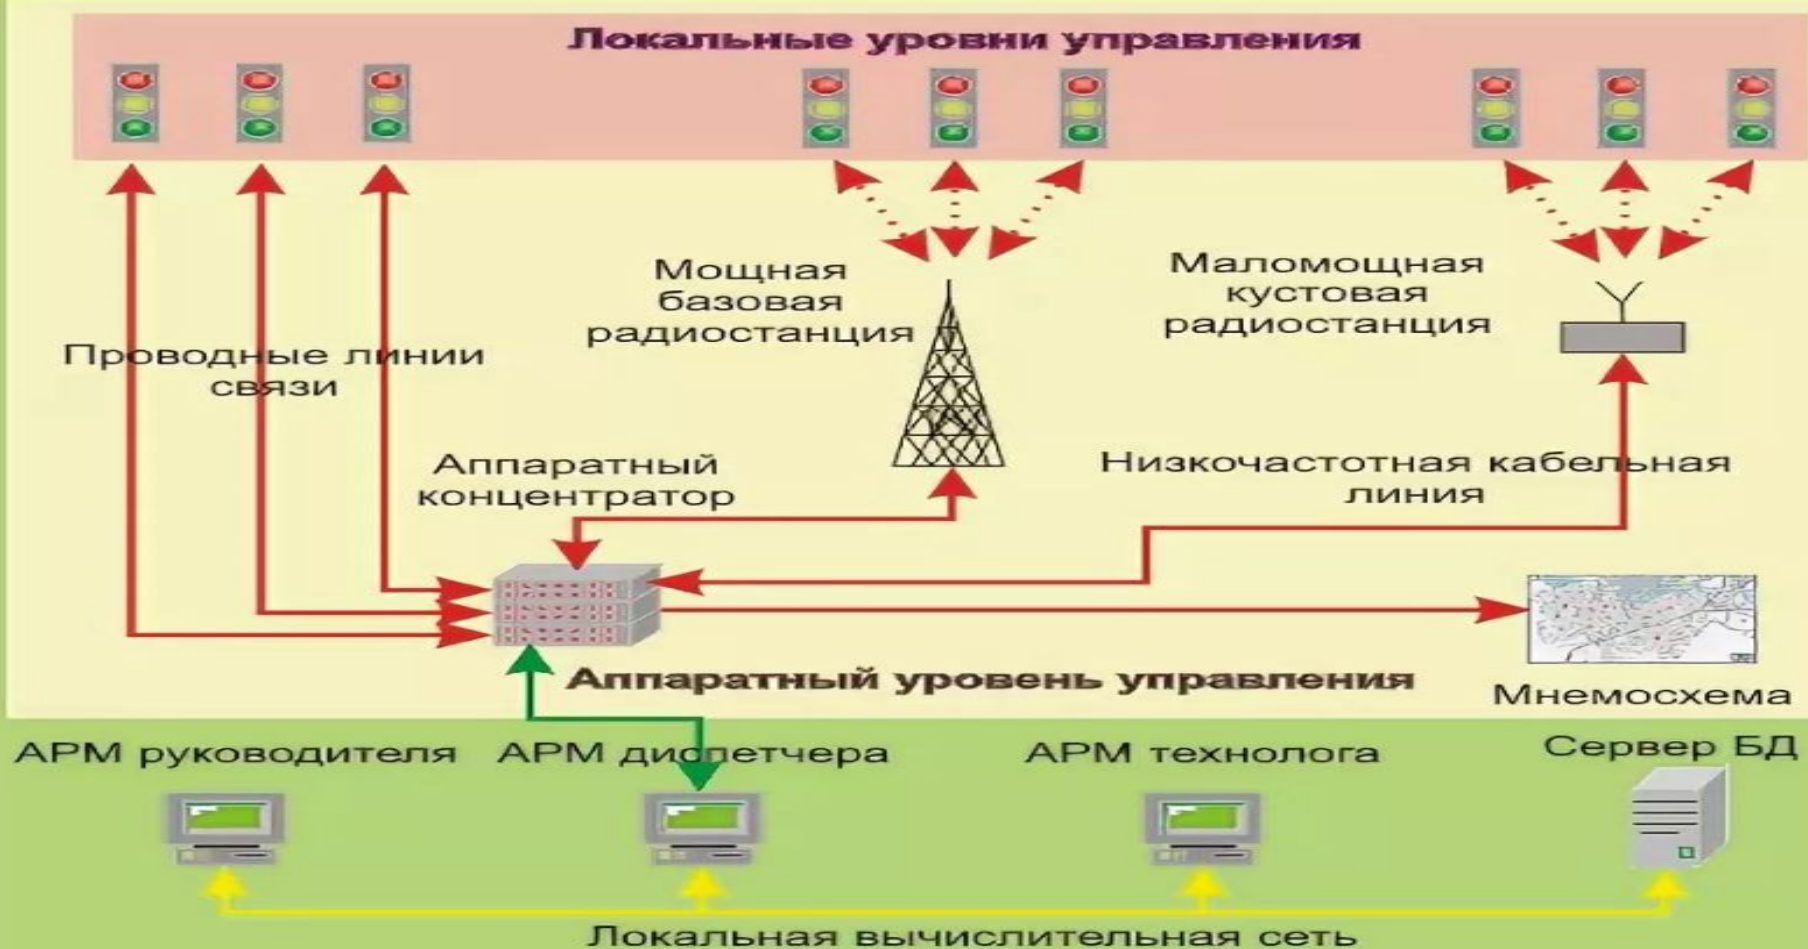 Локальные уровни управления
Мощная
базовая
радиостанция
Маломощная
кустовая
радиостанция
Проводные линии
связи
Аппаратный
концентратор
Низкочастотная кабельная
линия
Аппаратный уровень управления
Мнемосхема
АРМ руководителя
АРМ диспетчера
АРМ технолога
Сервер БД
Локальная вычислительная сеть